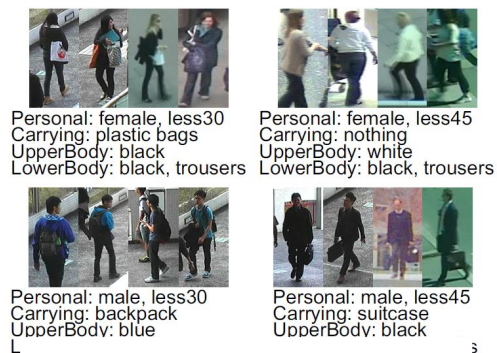 Personal: female, less30
Carrying: plastic bags
UpperBody: black
LowerBody: black, trousers
Personal: female, less45
Carrying: nothing
UpperBody: white
LowerBody: black, trousers
Personal: male, less30
Carrying: backpack
UpperBody: blue
Personal: male, less45
Carrying: suitcase
UpperBody: black